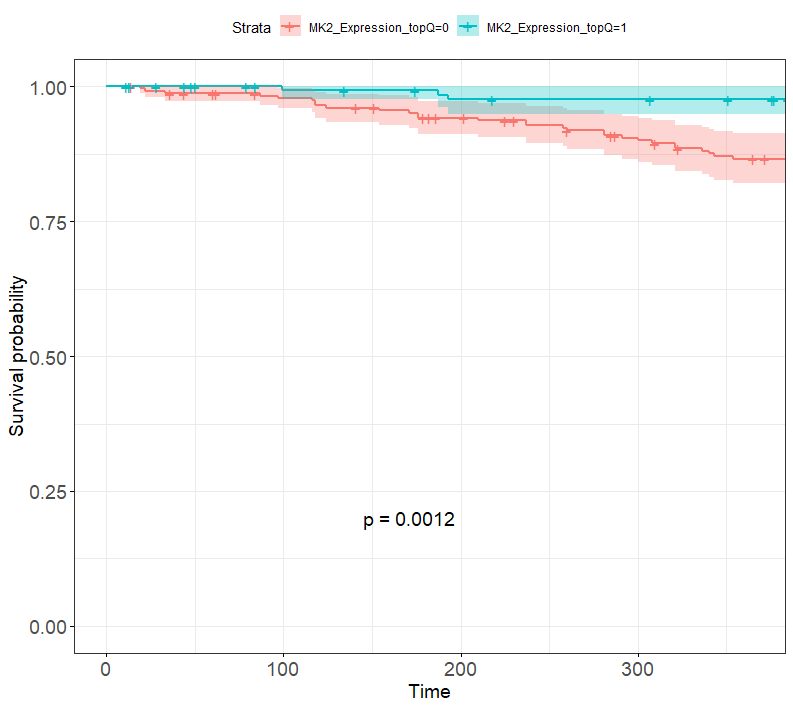 Strata MK2_Expression_topQ=0 MK2_Expression_topQ=1
Survival probability
1.00
0.75
0.50
0.25
0.00
p = 0.0012
0 100 200 300
Time